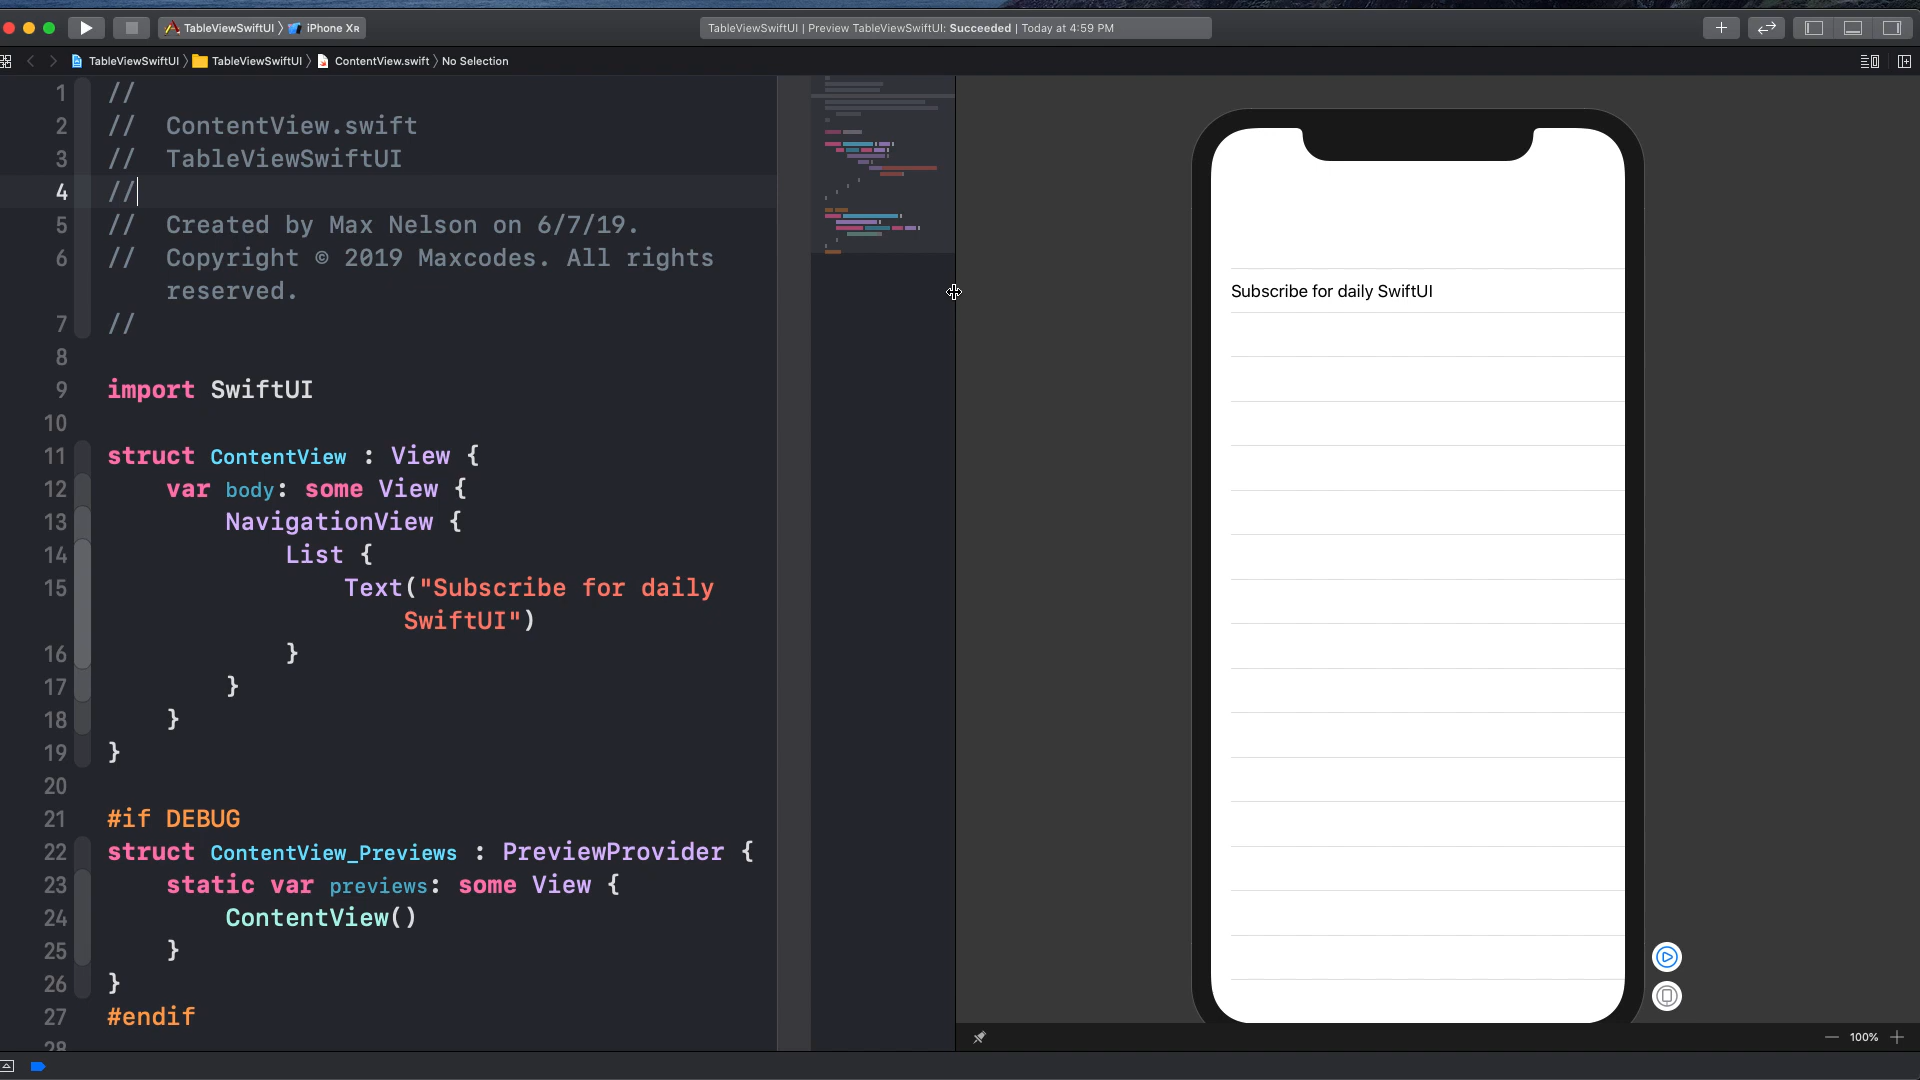 TableViewSwiftUI 〉 iPhone XR
TableViewSwiftUI | Preview TableViewSwiftUI: Succeeded | Today at 4:59 PM
TableViewSwiftUI 〉 TableViewSwiftUI 〉 ContentView.swift 〉 No Selection
1 //
2 //  ContentView.swift
3 //  TableViewSwiftUI
4 //
5 //  Created by Max Nelson on 6/7/19.
6 //  Copyright © 2019 Maxcodes. All rights
reserved.
7 //
8
9 import SwiftUI
10
11 struct ContentView : View {
12     var body: some View {
13         NavigationView {
14             List {
15                 Text("Subscribe for daily
SwiftUI")
16             }
17         }
18     }
19 }
20
21 #if DEBUG
22 struct ContentView_Previews : PreviewProvider {
23     static var previews: some View {
24         ContentView()
25     }
26 }
27 #endif
28
Subscribe for daily SwiftUI
100%